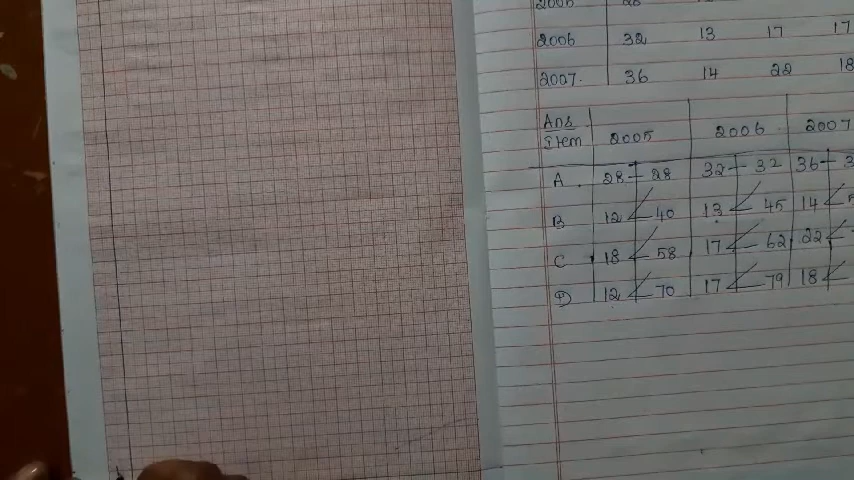 2006 32 13 17 17
2007. 36 14 22 18
Ans
Item 2005 2006 2007
A. 28 28 32 32 36 3
B 12 40 13 45 14
C 18 58 17 62 22
D 12 70 17 79 18